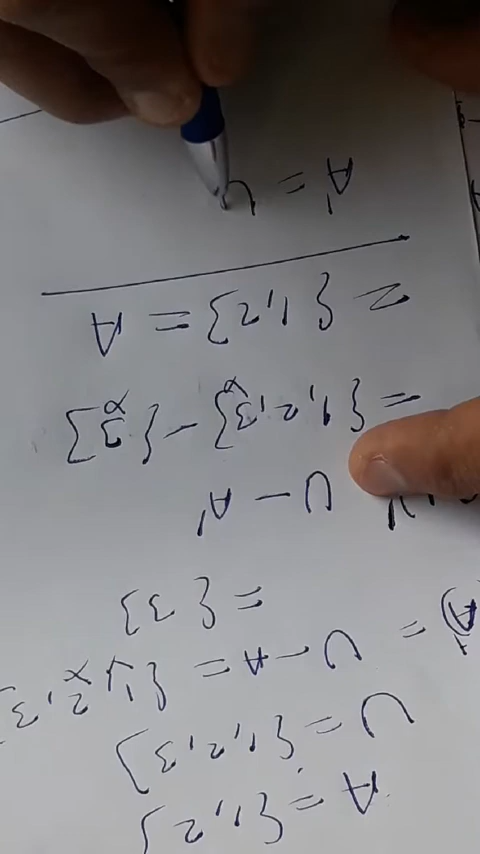 A = {1, 2}
U = {1, 2, 3}
A' = U - A = {1, 2, 3
= {3}
U - A'
= {1, 2, 3} - {3}
= {1, 2} = A
A' =